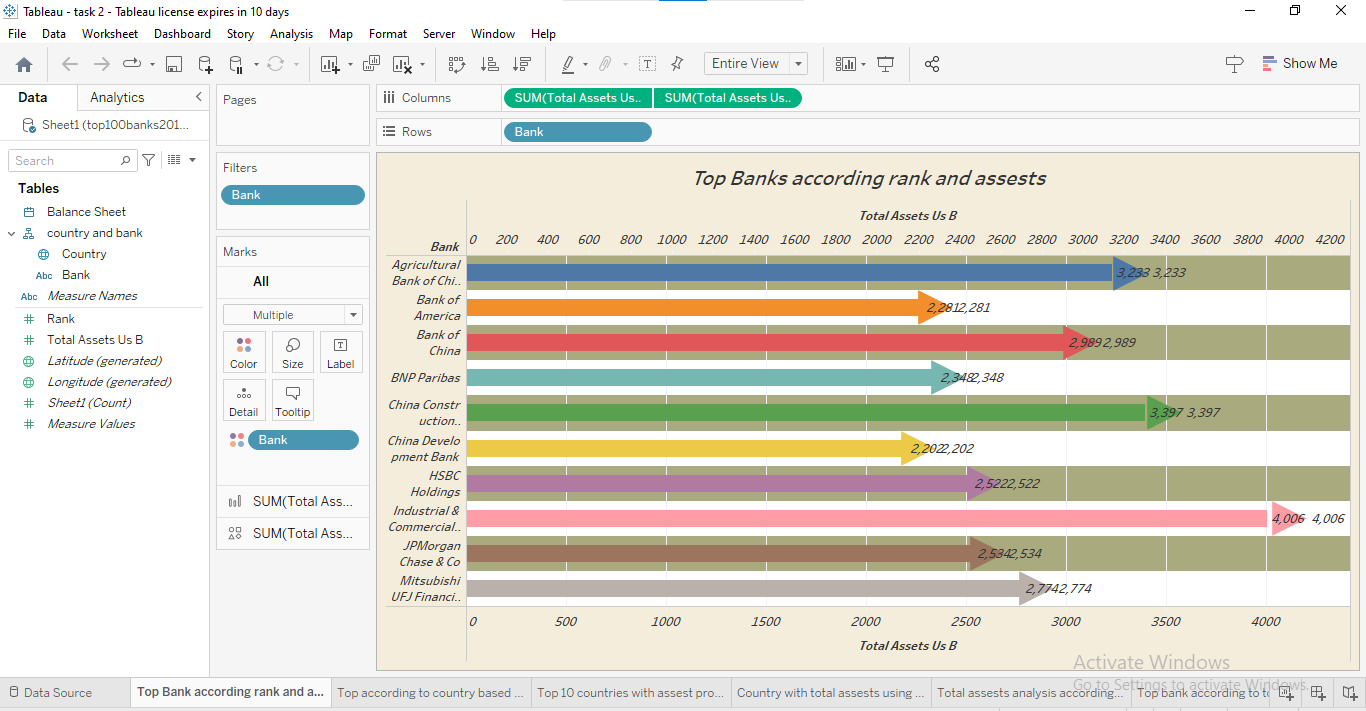 Tableau - task 2 - Tableau license expires in 10 days
File Data Worksheet Dashboard Story Analysis Map Format Server Window Help
Entire View
Show Me
Data Analytics
Sheet1 (top100banks201...
Search
Tables
Balance Sheet
country and bank
Country
Abc Bank
Abc Measure Names
Rank
Total Assets Us B
Latitude (generated)
Longitude (generated)
Sheet1 (Count)
Measure Values
Pages
Filters
Bank
Marks
All
Multiple
Color Size Label
Detail Tooltip
Bank
SUM(Total Ass...
SUM(Total Ass...
Columns SUM(Total Assets Us.. SUM(Total Assets Us..
Rows Bank
Top Banks according rank and assests
Total Assets Us B
Bank 0 200 400 600 800 1000 1200 1400 1600 1800 2000 2200 2400 2600 2800 3000 3200 3400 3600 3800 4000 4200
Agricultural
Bank of Chi.. 3,233 3,233
Bank of
America 2,281 2,281
Bank of
China 2,989 2,989
BNP Paribas 2,348 2,348
China Constr
uction.. 3,397 3,397
China Develo
pment Bank 2,202 2,202
HSBC
Holdings 2,522 2,522
Industrial &
Commercial.. 4,006 4,006
JPMorgan
Chase & Co 2,534 2,534
Mitsubishi
UFJ Financi.. 2,774 2,774
0 500 1000 1500 2000 2500 3000 3500 4000
Total Assets Us B
Activate Windows
Go to Settings to activate Windows.
Data Source Top Bank according rank and a... Top according to country based ... Top 10 countries with assest pro... Country with total assets using ... Total assests analysis according... Top bank according to to